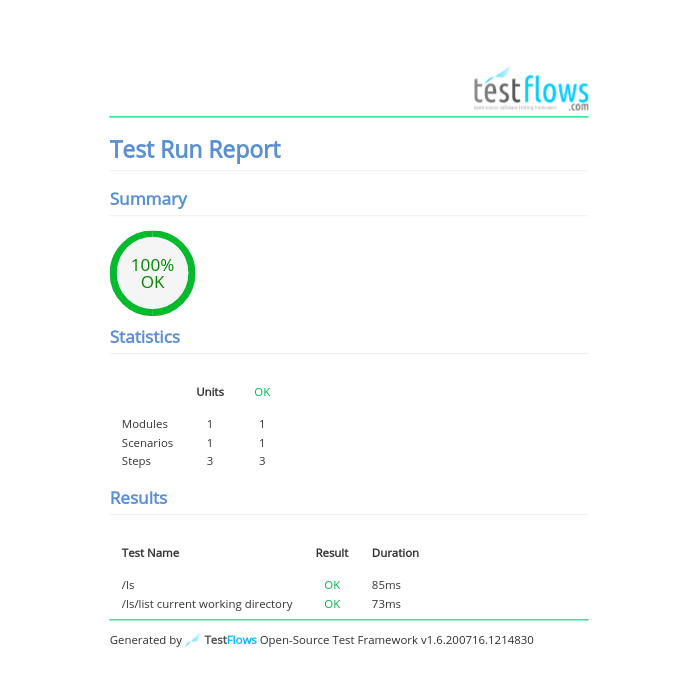 testflows
open-source software testing framework
.com
Test Run Report
Summary
100%
OK
Statistics
Units OK
Modules 1 1
Scenarios 1 1
Steps 3 3
Results
Test Name Result Duration
/ls OK 85ms
/ls/list current working directory OK 73ms
Generated by TestFlows Open-Source Test Framework v1.6.200716.1214830